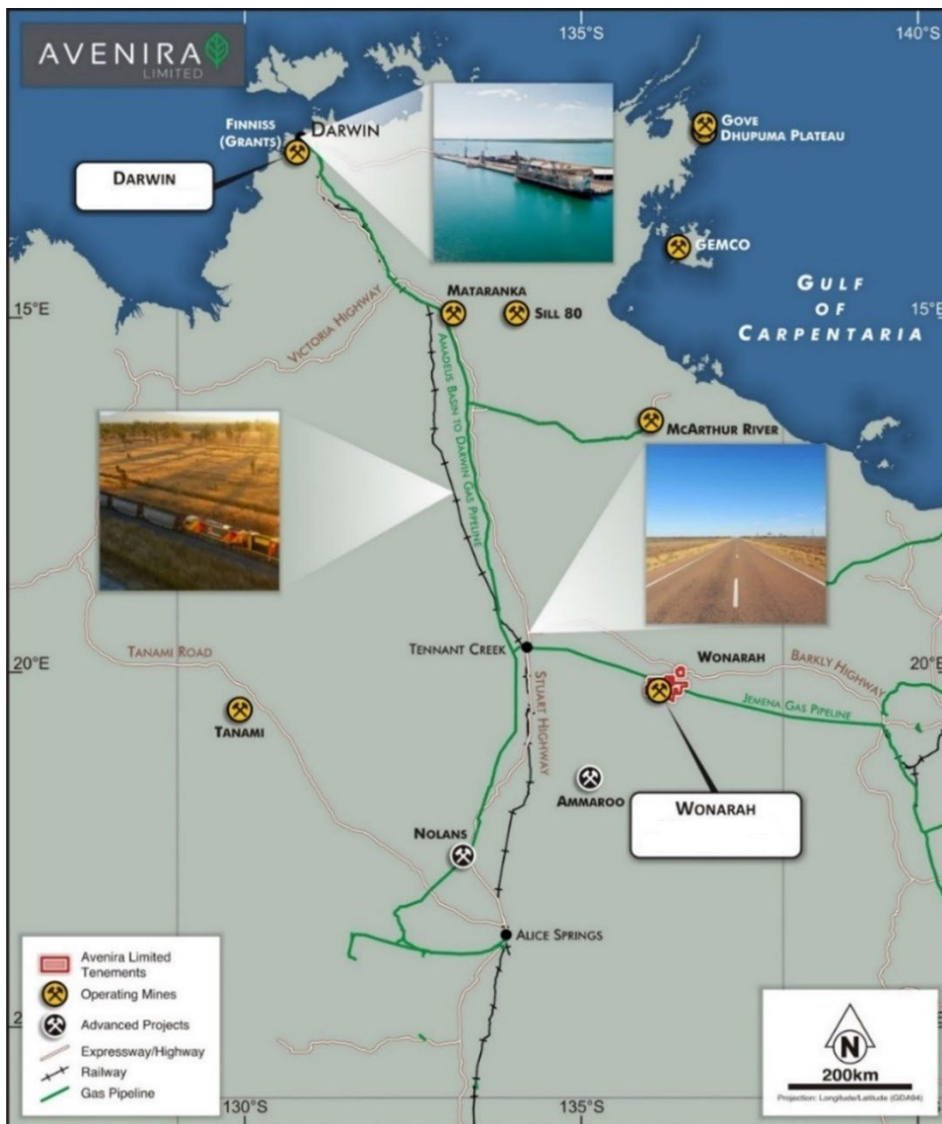 135°S
140°S
AVENIRA
LIMITED
FINNISS
(GRANTS)
DARWIN
GOVE
DHUPUMA PLATEAU
DARWIN
GEMCO
GULF
OF
CARPENTARIA
15°E
15°E
MATARANKA
SILL 80
VICTORIA HIGHWAY
AMADEUS BASIN TO DARWIN GAS PIPELINE
MCARTHUR RIVER
TENNANT CREEK
20°E
20°E
TANAMI ROAD
WONARAH
BARKLY HIGHWAY
JEMENA GAS PIPELINE
STUART HIGHWAY
TANAMI
AMMAROO
WONARAH
NOLANS
ALICE SPRINGS
Avenira Limited
Tenements
Operating Mines
Advanced Projects
Expressway/Highway
Railway
Gas Pipeline
N
200km
Projection: Longitude/Latitude (GDA94)
130°S
135°S